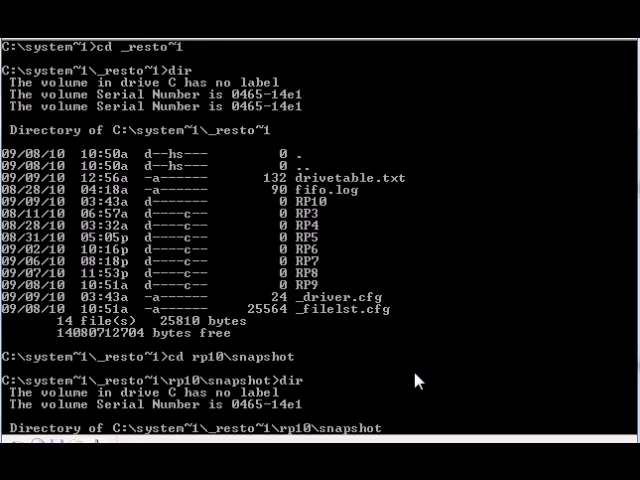 C:\system~1>cd _resto~1
C:\system~1\_resto~1>dir
The volume in drive C has no label
The volume Serial Number is 0465-14e1
The volume Serial Number is 0465-14e1
Directory of C:\system~1\_resto~1
09/08/10 10:50a d--hs--- 0 .
09/08/10 10:50a d--hs--- 0 ..
09/09/10 12:56a -a------ 132 drivetable.txt
08/28/10 04:18a -a------ 90 fifo.log
09/09/10 03:43a d----c-- 0 RP10
08/11/10 06:57a d----c-- 0 RP3
08/28/10 03:32a d----c-- 0 RP4
08/31/10 05:05p d----c-- 0 RP5
09/02/10 10:16p d----c-- 0 RP6
09/06/10 08:18p d----c-- 0 RP7
09/07/10 11:53p d----c-- 0 RP8
09/08/10 10:51a d----c-- 0 RP9
09/09/10 03:43a -a------ 24 _driver.cfg
09/08/10 10:51a -a------ 25564 _filelst.cfg
14 file(s) 25810 bytes
14080712704 bytes free
C:\system~1\_resto~1>cd rp10\snapshot
C:\system~1\_resto~1\rp10\snapshot>dir
The volume in drive C has no label
The volume Serial Number is 0465-14e1
Directory of C:\system~1\_resto~1\rp10\snapshot